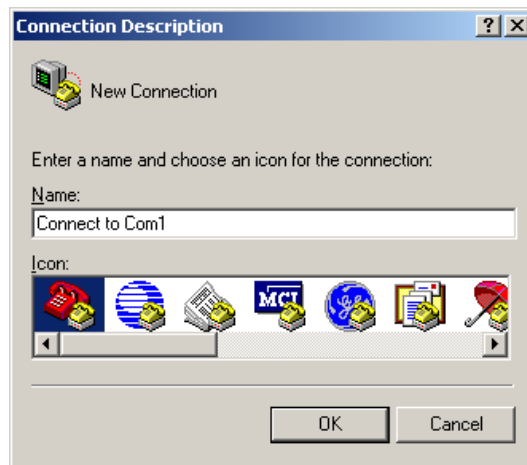 Connection Description
New Connection
Enter a name and choose an icon for the connection:
Name:
Connect to Com1
Icon:
MCI
OK Cancel